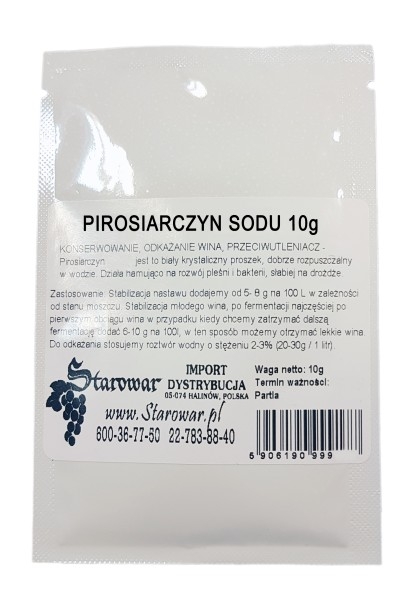 PIROSIARCZYN SODU 10g
KONSERWOWANIE, ODKAŻANIE WINA, PRZECIWUTLENIACZ -
Pirosiarczyn jest to biały krystaliczny proszek, dobrze rozpuszczalny
w wodzie. Działa hamująco na rozwój pleśni i bakterii, słabiej na drożdże.
Zastosowanie: Stabilizacja nastawu dodajemy od 5- 8 g na 100 L w zależności
od stanu moszczu. Stabilizacja młodego wina, po fermentacji najczęściej po
pierwszym obciągu wina w przypadku kiedy chcemy zatrzymać dalszą
fermentację dodać 6-10 g na 100l, w ten sposób możemy otrzymać lekkie wina.
Do odkażania stosujemy roztwór wodny o stężeniu 2-3% (20-30g / 1 litr).
Starowar
IMPORT
DYSTRYBUCJA
05-074 HALINÓW, POLSKA
www.Starowar.pl
600-36-77-50 22-783-88-40
Waga netto: 10g
Termin ważności:
Partia
5 906190 999